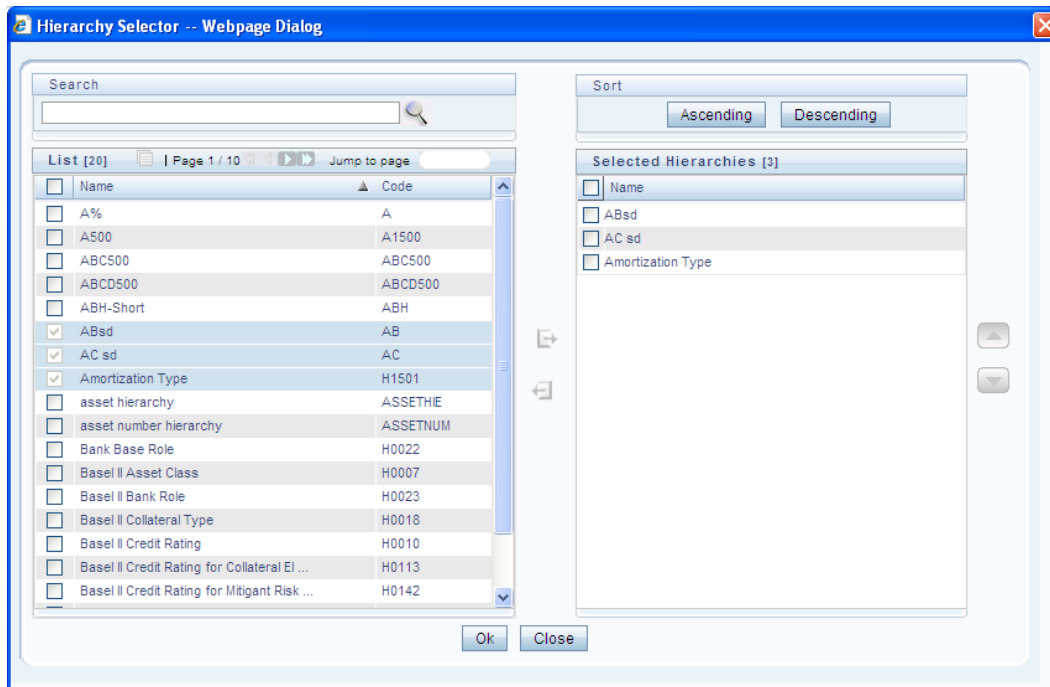 Hierarchy Selector -- Webpage Dialog
Search
Sort
Ascending Descending
List [20] | Page 1 / 10 Jump to page
Selected Hierarchies [3]
Name Code
Name
A% A
A500 A1500
ABC500 ABC500
ABCD500 ABCD500
ABH-Short ABH
ABsd AB
AC sd AC
Amortization Type H1501
asset hierarchy ASSETHIE
asset number hierarchy ASSETNUM
Bank Base Role H0022
Basel II Asset Class H0007
Basel II Bank Role H0023
Basel II Collateral Type H0018
Basel II Credit Rating H0010
Basel II Credit Rating for Collateral El ... H0113
Basel II Credit Rating for Mitigant Risk ... H0142
ABsd
AC sd
Amortization Type
Ok Close